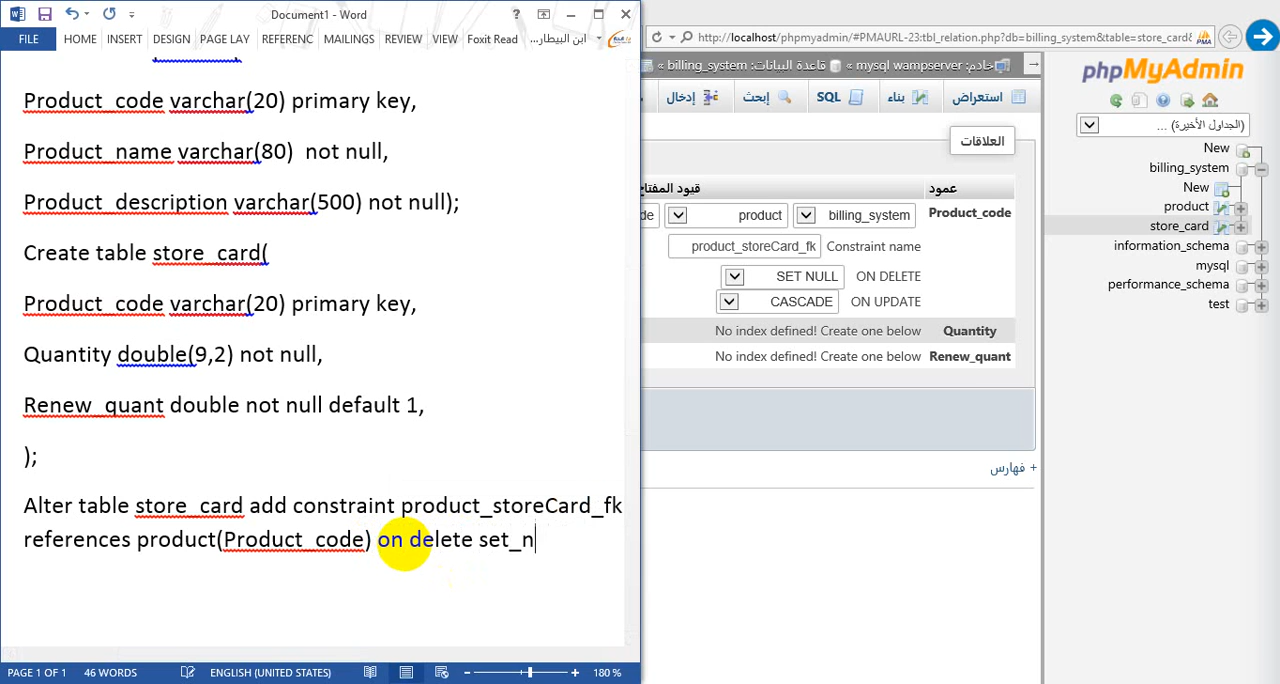 Document1 - Word
FILE HOME INSERT DESIGN PAGE LAY REFERENC MAILINGS REVIEW VIEW Foxit Read ابن البيطار...
Product_code varchar(20) primary key,
Product_name varchar(80) not null,
Product_description varchar(500) not null);
Create table store_card(
Product_code varchar(20) primary key,
Quantity double(9,2) not null,
Renew_quant double not null default 1,
);
Alter table store_card add constraint product_storeCard_fk
references product(Product_code) on delete set_n
PAGE 1 OF 1 46 WORDS ENGLISH (UNITED STATES) 180 %
http://localhost/phpmyadmin/#PMAURL-23:tbl_relation.php?db=billing_system&table=store_card&
PMA
خادم: mysql wampserver » قاعدة البيانات: billing_system »
استعراض بناء SQL إبحث إدخال
العلاقات
عمود قيود المفتاح
Product_code billing_system product de
Constraint name product_storeCard_fk
ON DELETE SET NULL
ON UPDATE CASCADE
Quantity No index defined! Create one below
Renew_quant No index defined! Create one below
+ فهارس
phpMyAdmin
(الجداول الأخيرة) ...
New
billing_system
New
product
store_card
information_schema
mysql
performance_schema
test